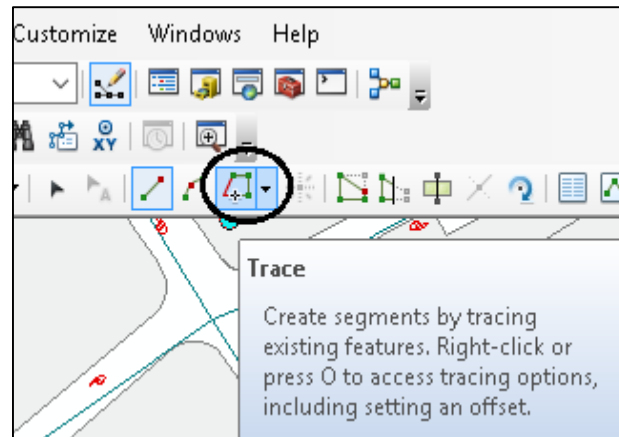 Customize Windows Help
XY
A
Trace
Create segments by tracing
existing features. Right-click or
press O to access tracing options,
including setting an offset.